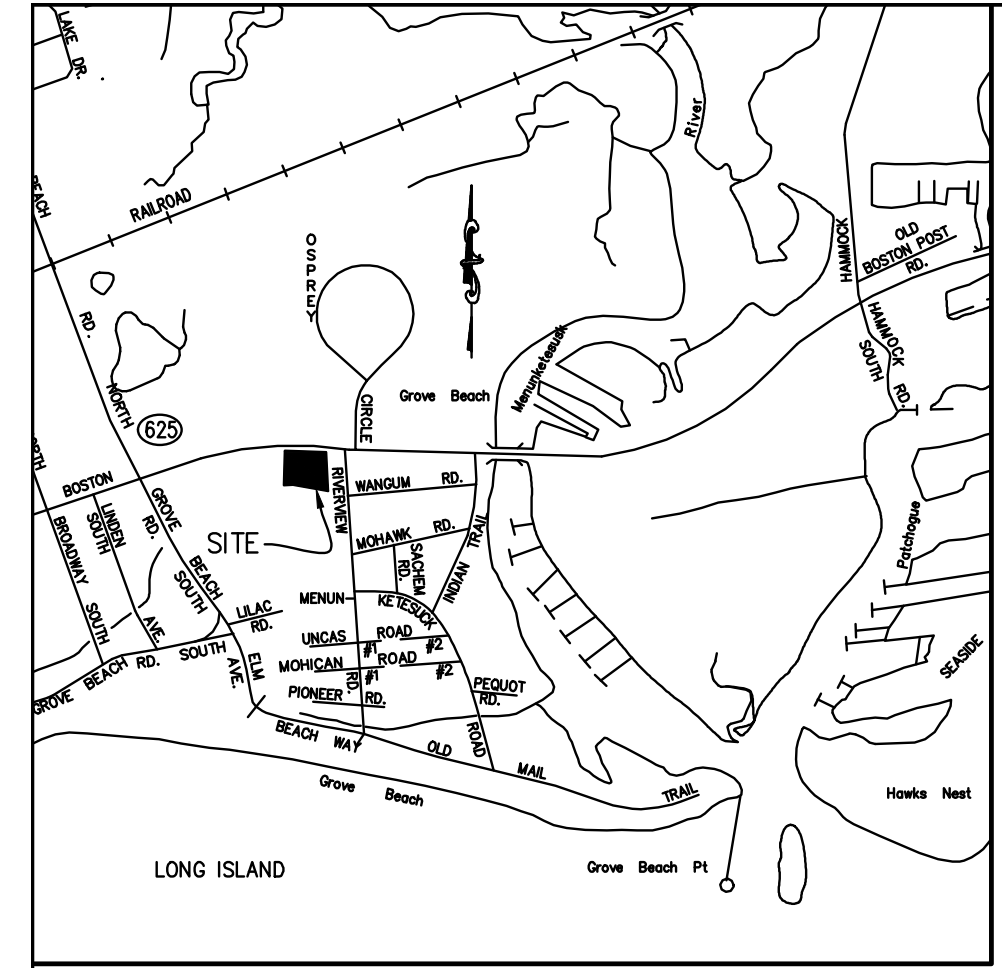 LAKE DR.
River
RAILROAD
BEACH
RD.
NORTH
625
OSPREY
CIRCLE
Grove Beach
Menunketesusk
HAMMOCK
OLD
BOSTON POST
RD.
HAMMOCK
SOUTH RD.
ORTH
BOSTON
RIVERVIEW
WANGUM RD.
GROVE
RD.
BEACH
SOUTH
LINDEN
SOUTH
AVE.
BROADWAY
SOUTH
SITE
MOHAWK RD.
SACHEM
RD.
INDIAN TRAIL
Patchogue
MENUN
KETESUCK
LILAC
RD.
UNCAS ROAD
#1 #2
MOHICAN ROAD
#1 #2
RD.
PIONEER RD.
PEQUOT
RD.
SEASIDE
GROVE BEACH RD. SOUTH
ELM
AVE.
ROAD
BEACH WAY
OLD
MAIL
TRAIL
Grove Beach
Hawks Nest
LONG ISLAND
Grove Beach Pt